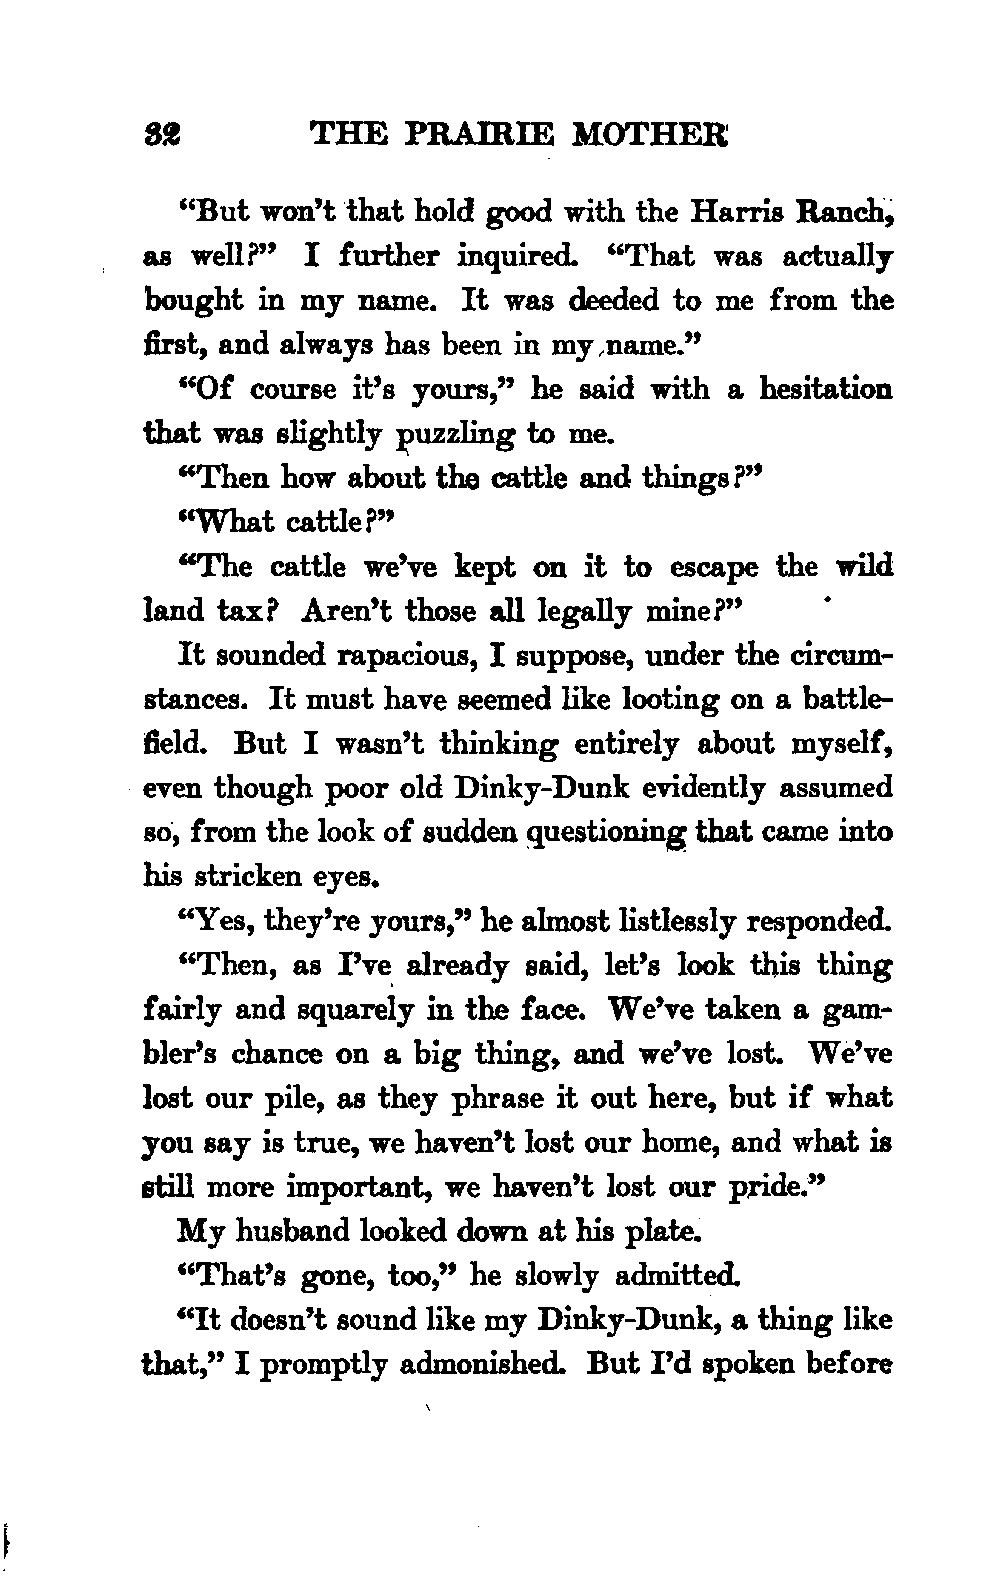 32 THE PRAIRIE MOTHER
“But won’t that hold good with the Harris Ranch,
as well?” I further inquired. “That was actually
bought in my name. It was deeded to me from the
first, and always has been in my name.”
“Of course it’s yours,” he said with a hesitation
that was slightly puzzling to me.
“Then how about the cattle and things?”
“What cattle?”
“The cattle we’ve kept on it to escape the wild
land tax? Aren’t those all legally mine?”
It sounded rapacious, I suppose, under the circum-
stances. It must have seemed like looting on a battle-
field. But I wasn’t thinking entirely about myself,
even though poor old Dinky-Dunk evidently assumed
so, from the look of sudden questioning that came into
his stricken eyes.
“Yes, they’re yours,” he almost listlessly responded.
“Then, as I’ve already said, let’s look this thing
fairly and squarely in the face. We’ve taken a gam-
bler’s chance on a big thing, and we’ve lost. We’ve
lost our pile, as they phrase it out here, but if what
you say is true, we haven’t lost our home, and what is
still more important, we haven’t lost our pride.”
My husband looked down at his plate.
“That’s gone, too,” he slowly admitted.
“It doesn’t sound like my Dinky-Dunk, a thing like
that,” I promptly admonished. But I’d spoken before